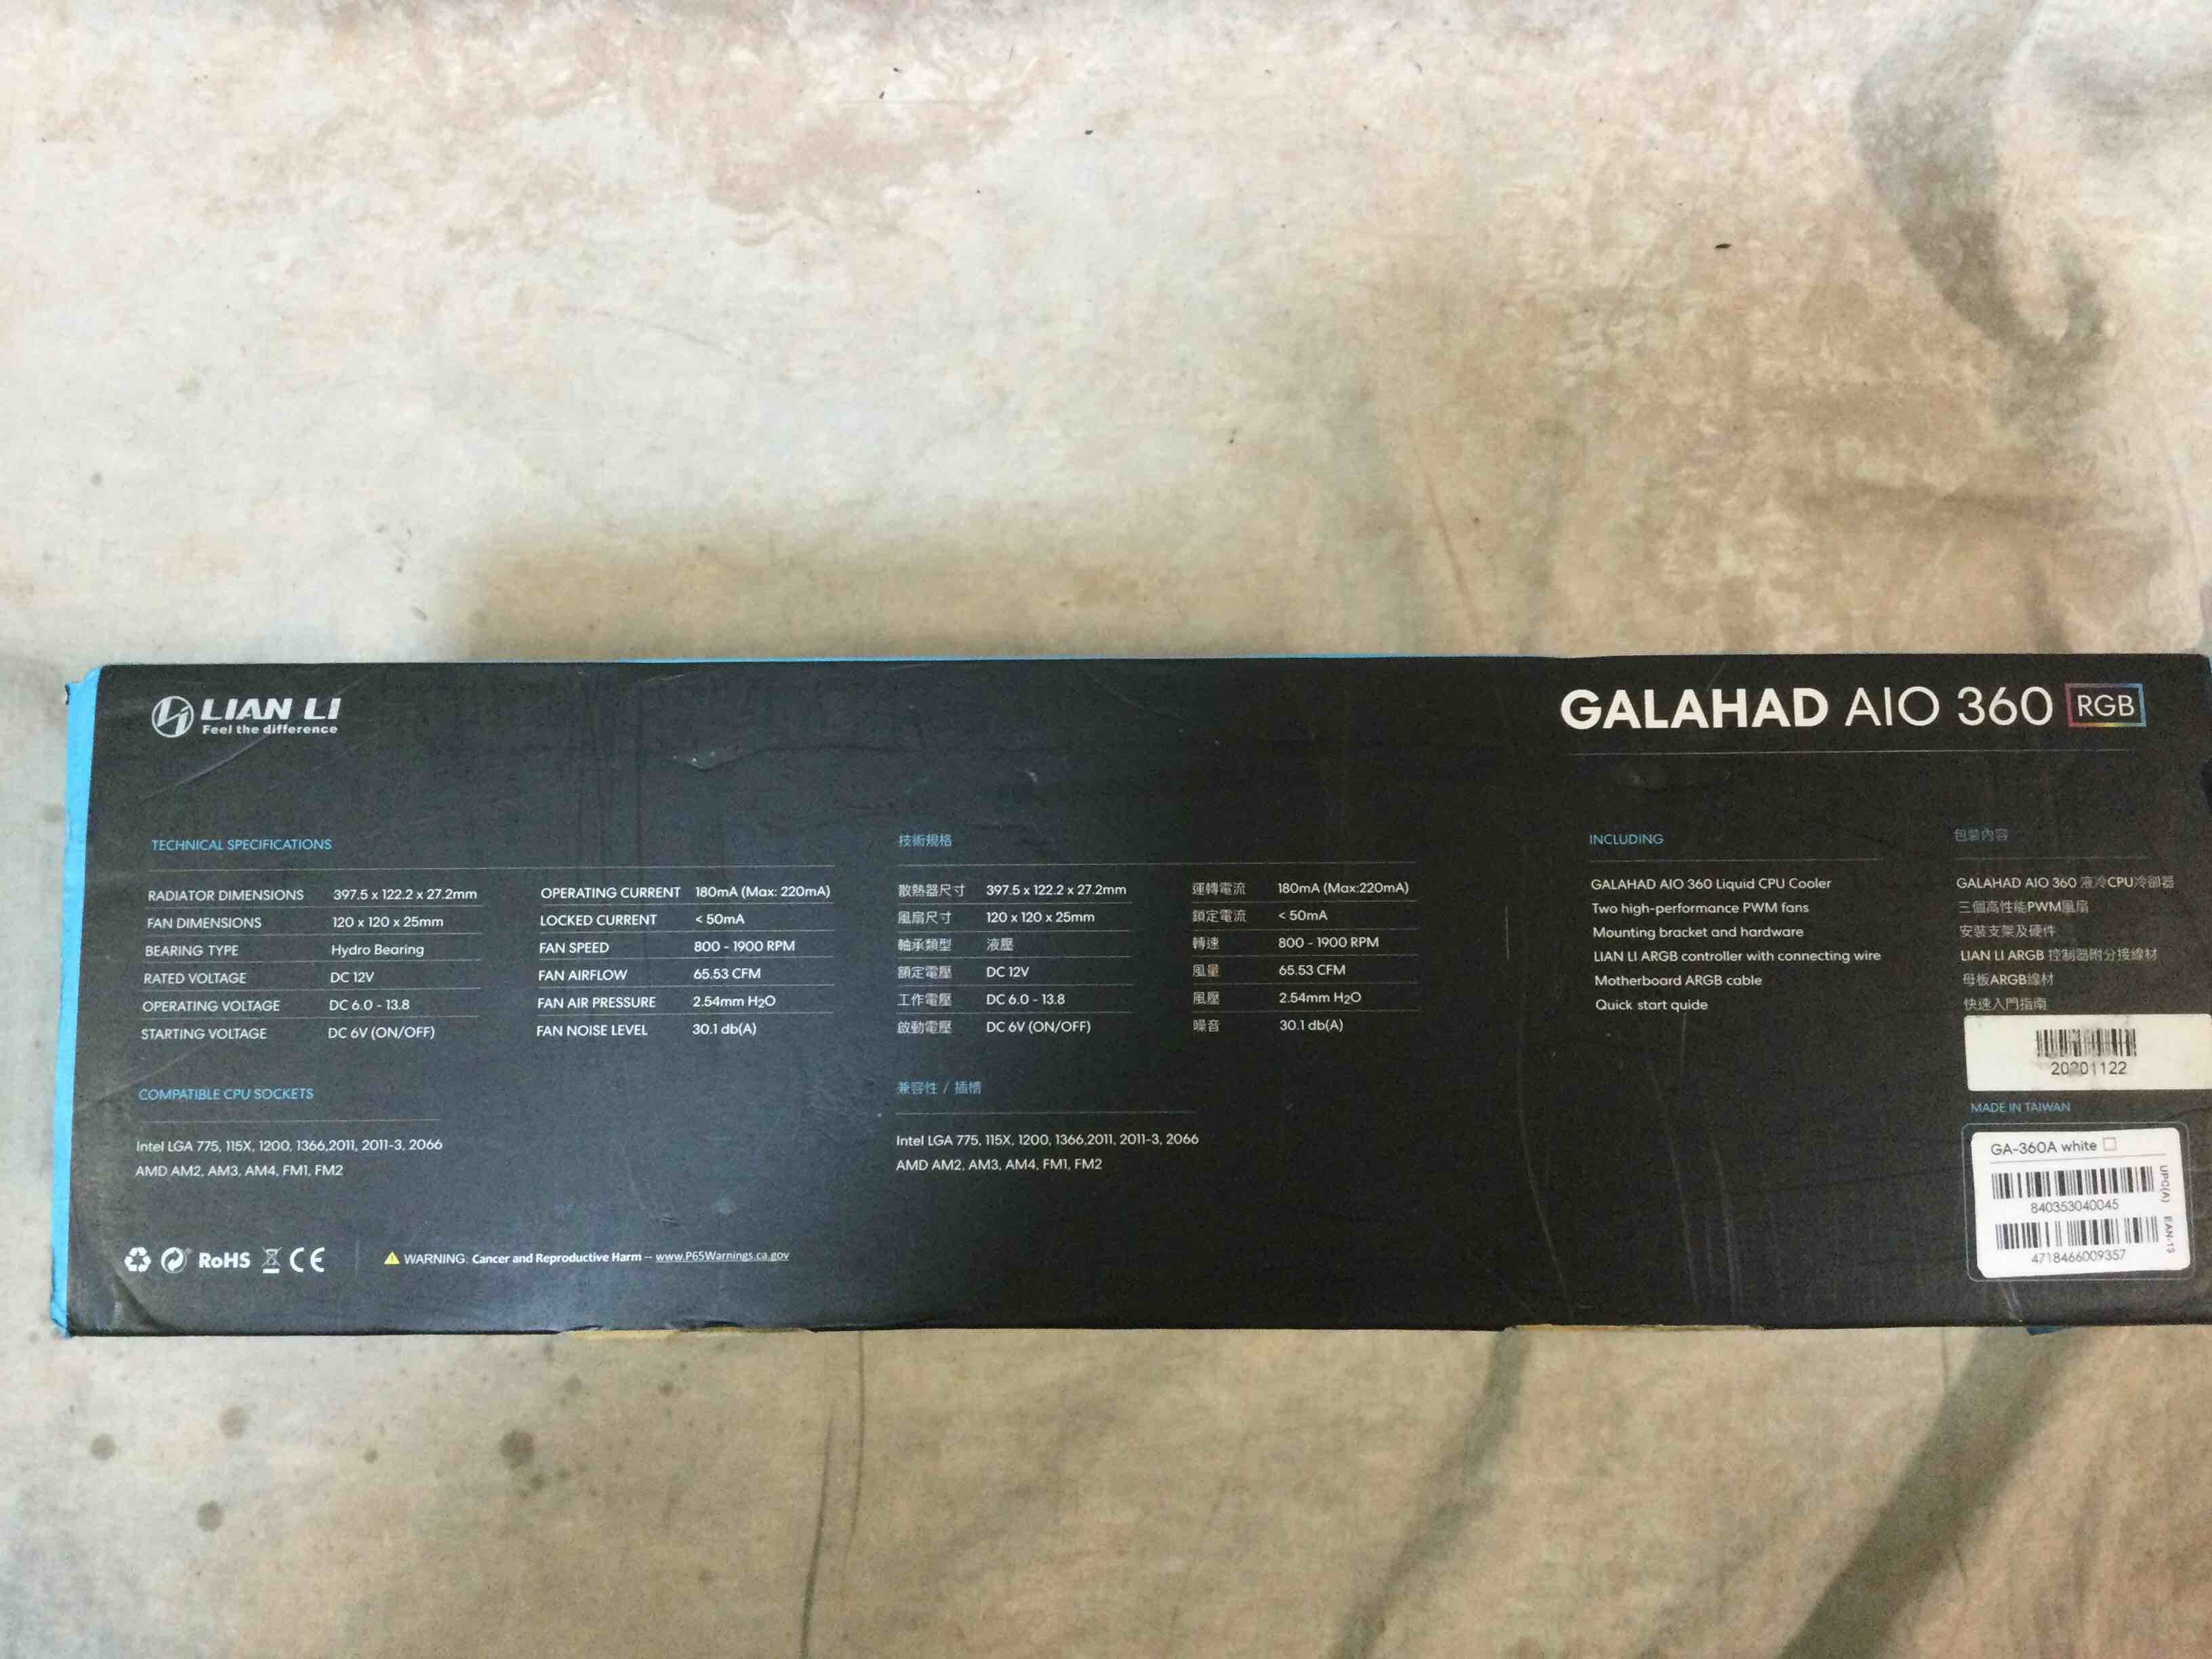 LIAN LI
Feel the difference
GALAHAD AIO 360 RGB
TECHNICAL SPECIFICATIONS
RADIATOR DIMENSIONS 397.5 x 122.2 x 27.2mm
FAN DIMENSIONS 120 x 120 x 25mm
BEARING TYPE Hydro Bearing
RATED VOLTAGE DC 12V
OPERATING VOLTAGE DC 6.0 - 13.8
STARTING VOLTAGE DC 6V (ON/OFF)
OPERATING CURRENT 180mA (Max: 220mA)
LOCKED CURRENT < 50mA
FAN SPEED 800 - 1900 RPM
FAN AIRFLOW 65.53 CFM
FAN AIR PRESSURE 2.54mm H2O
FAN NOISE LEVEL 30.1 db(A)
COMPATIBLE CPU SOCKETS
Intel LGA 775, 115X, 1200, 1366,2011, 2011-3, 2066
AMD AM2, AM3, AM4, FM1, FM2
RoHS CE
WARNING: Cancer and Reproductive Harm -- www.P65Warnings.ca.gov
技術規格
散熱器尺寸 397.5 x 122.2 x 27.2mm
風扇尺寸 120 x 120 x 25mm
軸承類型 液壓
額定電壓 DC 12V
工作電壓 DC 6.0 - 13.8
啟動電壓 DC 6V (ON/OFF)
運轉電流 180mA (Max:220mA)
鎖定電流 < 50mA
轉速 800 - 1900 RPM
風量 65.53 CFM
風壓 2.54mm H2O
噪音 30.1 db(A)
兼容性 / 插槽
Intel LGA 775, 115X, 1200, 1366,2011, 2011-3, 2066
AMD AM2, AM3, AM4, FM1, FM2
INCLUDING
GALAHAD AIO 360 Liquid CPU Cooler
Two high-performance PWM fans
Mounting bracket and hardware
LIAN LI ARGB controller with connecting wire
Motherboard ARGB cable
Quick start guide
包裝內容
GALAHAD AIO 360 液冷CPU冷卻器
三個高性能PWM風扇
安裝支架及硬件
LIAN LI ARGB 控制器附分接線材
母板ARGB線材
快速入門指南
20201122
MADE IN TAIWAN
GA-360A white
840353040045
UPC(A)
4718466009357
EAN-13